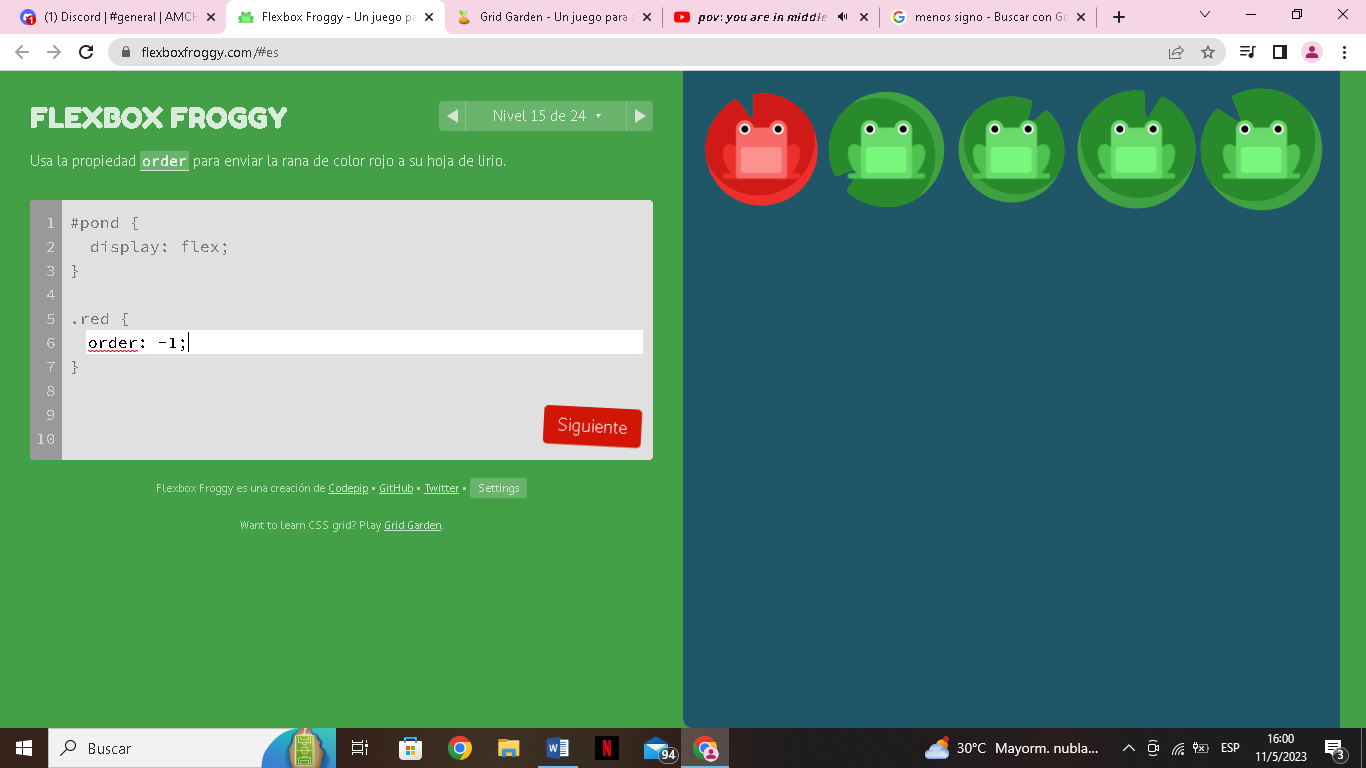 (1) Discord | #general | AMCH
Flexbox Froggy - Un juego pa
Grid Garden - Un juego para
pov: you are in middle
menos signo - Buscar con Go
flexboxfroggy.com/#es
FLEXBOX FROGGY
Nivel 15 de 24
Usa la propiedad order para enviar la rana de color rojo a su hoja de lirio.
1 #pond {
2 display: flex;
3 }
4
5 .red {
6 order: -1;
7 }
8
9
10
Siguiente
Flexbox Froggy es una creación de Codepip • GitHub • Twitter • Settings
Want to learn CSS grid? Play Grid Garden.
Buscar
W
N
94
30°C Mayorm. nubla...
ESP
16:00
11/5/2023
3